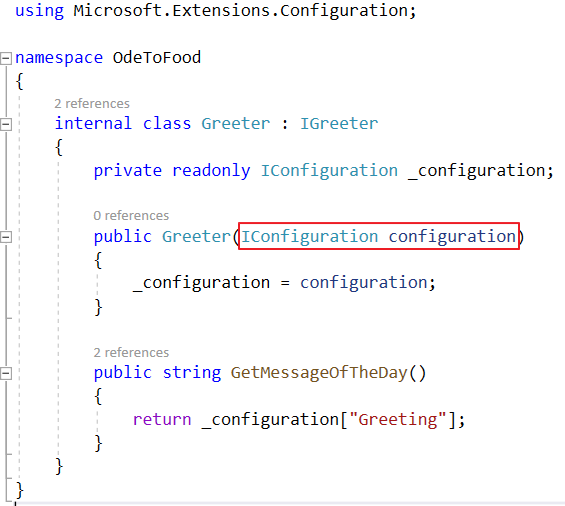 using Microsoft.Extensions.Configuration;
namespace OdeToFood
{
2 references
internal class Greeter : IGreeter
{
private readonly IConfiguration _configuration;
0 references
public Greeter(IConfiguration configuration)
{
_configuration = configuration;
}
2 references
public string GetMessageOfTheDay()
{
return _configuration["Greeting"];
}
}
}